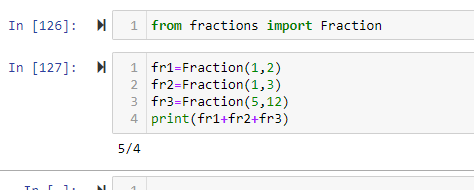 In [126]: 1 from fractions import Fraction
In [127]: 1 fr1=Fraction(1,2)
2 fr2=Fraction(1,3)
3 fr3=Fraction(5,12)
4 print(fr1+fr2+fr3)
5/4
In [ ]: 1